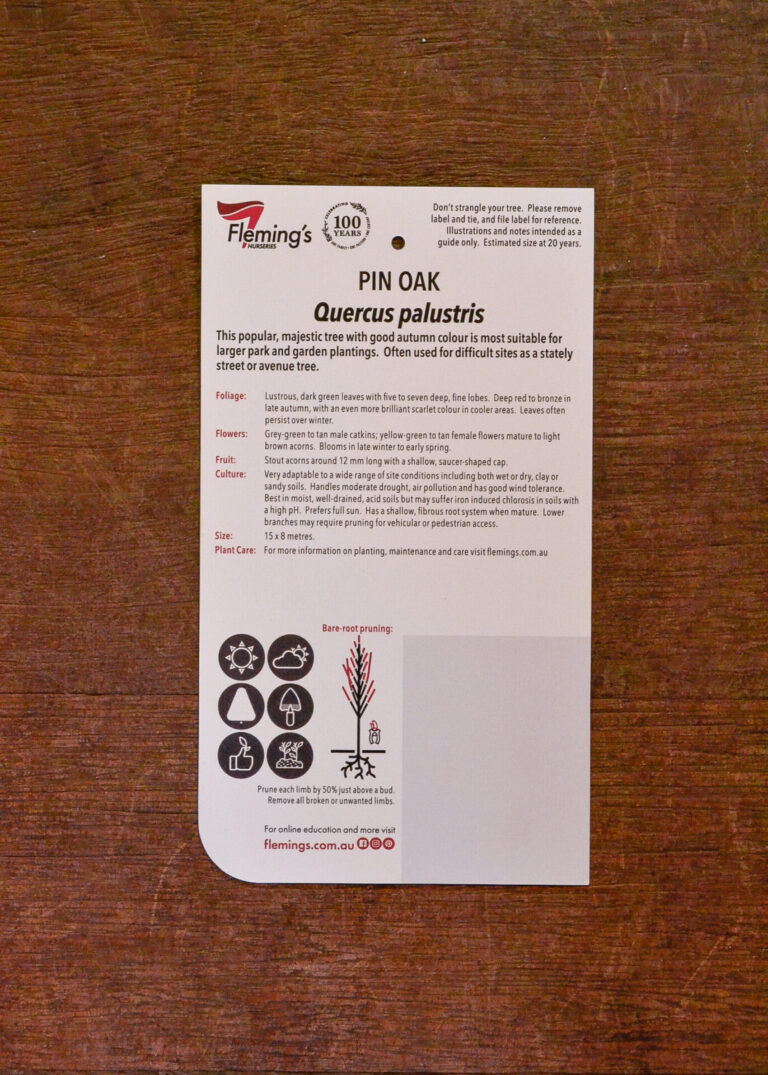 Fleming's
NURSERIES
CELEBRATING
100
YEARS
Don't strangle your tree. Please remove
label and tie, and file label for reference.
Illustrations and notes intended as a
guide only. Estimated size at 20 years.
PIN OAK
Quercus palustris
This popular, majestic tree with good autumn colour is most suitable for
larger park and garden plantings. Often used for difficult sites as a stately
street or avenue tree.
Foliage: Lustrous, dark green leaves with five to seven deep, fine lobes. Deep red to bronze in
late autumn, with an even more brilliant scarlet colour in cooler areas. Leaves often
persist over winter.
Flowers: Grey-green to tan male catkins; yellow-green to tan female flowers mature to light
brown acorns. Blooms in late winter to early spring.
Fruit: Stout acorns around 12 mm long with a shallow, saucer-shaped cap.
Culture: Very adaptable to a wide range of site conditions including both wet or dry, clay or
sandy soils. Handles moderate drought, air pollution and has good wind tolerance.
Best in moist, well-drained, acid soils but may suffer iron induced chlorosis in soils with
a high pH. Prefers full sun. Has a shallow, fibrous root system when mature. Lower
branches may require pruning for vehicular or pedestrian access.
Size: 15 x 8 metres.
Plant Care: For more information on planting, maintenance and care visit flemings.com.au
Bare-root pruning:
Prune each limb by 50% just above a bud.
Remove all broken or unwanted limbs.
For online education and more visit
flemings.com.au